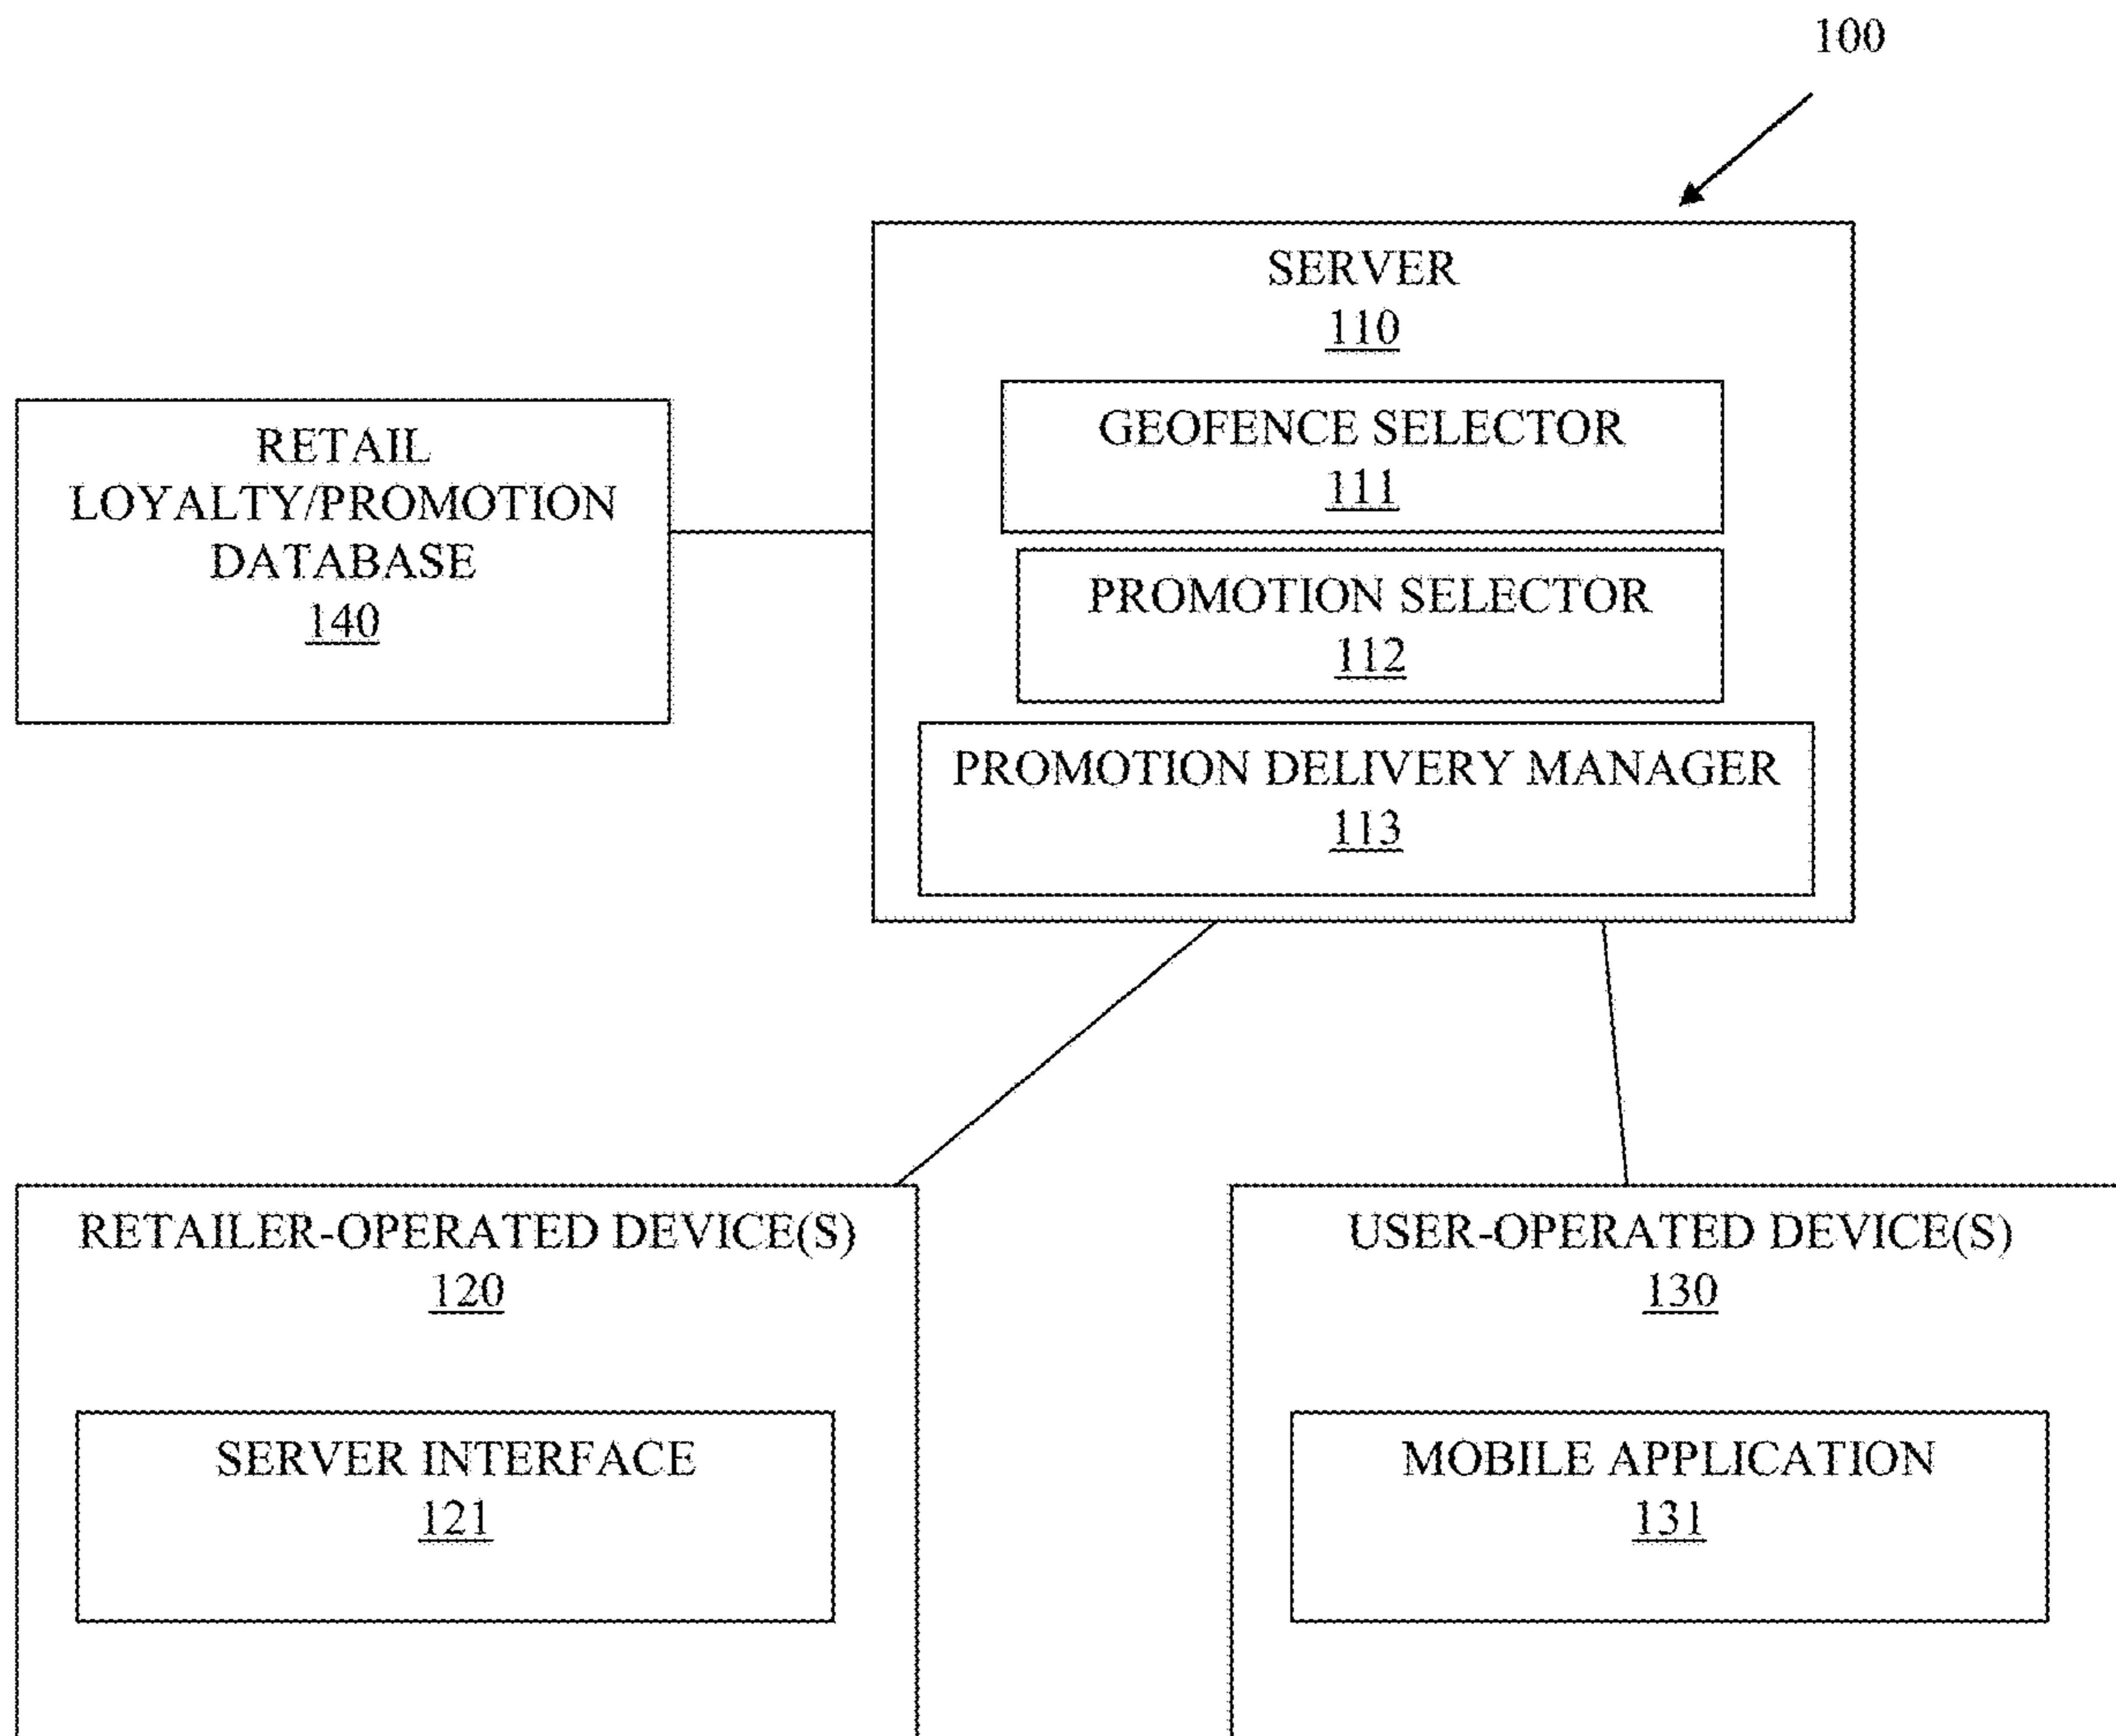 100
SERVER
110
GEOFENCE SELECTOR
111
RETAIL
LOYALTY/PROMOTION
DATABASE
140
PROMOTION SELECTOR
112
PROMOTION DELIVERY MANAGER
113
RETAILER-OPERATED DEVICE(S)
120
SERVER INTERFACE
121
USER-OPERATED DEVICE(S)
130
MOBILE APPLICATION
131